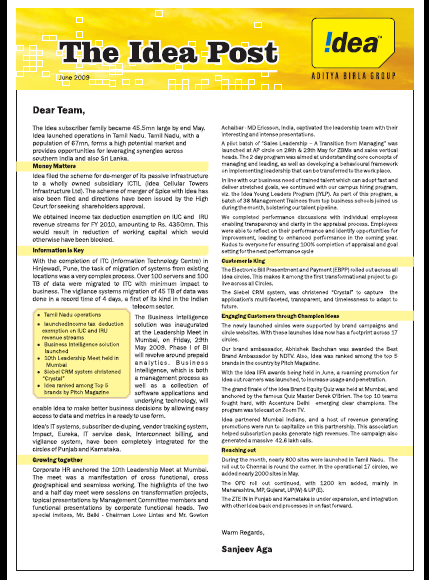 The Idea Post
June 2009
!dea
ADITYA BIRLA GROUP
Dear Team,
The Idea subscriber family became 45.5mn large by end May.
Idea launched operations in Tamil Nadu. Tamil Nadu, with a
population of 67mn, forms a high potential market and
provides opportunities for leveraging synergies across
southern India and also Sri Lanka.
Money Matters
Idea filed the scheme for de-merger of its passive infrastructure
to a wholly owned subsidiary ICTIL (Idea Cellular Towers
Infrastructure Ltd). The scheme of merger of Spice with Idea has
also been filed and directions have been issued by the High
Court for seeking shareholders approval.
We obtained income tax deduction exemption on IUC and IRU
revenue streams for FY 2010, amounting to Rs. 4350mn. This
would result in reduction of working capital which would
otherwise have been blocked.
Information is Key
With the completion of ITC (Information Technology Centre) in
Hinjewadi, Pune, the task of migration of systems from existing
locations was a very complex process. Over 100 servers and 100
TB of data were migrated to ITC with minimum impact to
business. The vigilance systems migration of 45 TB of data was
done in a record time of 4 days, a first of its kind in the Indian
telecom sector.
● Tamil Nadu operations
● launchedincome tax deduction
exemption on IUC and IRU
revenue streams
● Business Intelligence solution
launched
● 10th Leadership Meet held in
Mumbai
● Siebel CRM system christened
"Crystal"
● Idea ranked among Top 5
brands by Pitch Magazine
The Business Intelligence
solution was inaugurated
at the Leadership Meet in
Mumbai, on Friday, 29th
May 2009. Phase I of BI
will revolve around prepaid
analytics. Business
Intelligence, which is both
a management process as
well as a collection of
software applications and
underlying technology, will
enable Idea to make better business decisions by allowing easy
access to data and metrics in a ready to use form.
Idea's IT systems, subscriber de-duping, vendor tracking system,
Impact, Eureka, IT service desk, Interconnect billing, and
vigilance system, have been completely integrated for the
circles of Punjab and Karnataka.
Growing together
Corporate HR anchored the 10th Leadership Meet at Mumbai.
The meet was a manifestation of cross functional, cross
geographical and seamless working. The highlights of the two
and a half day meet were sessions on transformation projects,
topical presentations by Management Committee members and
functional presentations by corporate functional heads. Two
special invitees, Mr. Balki - Chairman Lowe Lintas and Mr. Gowton
Achaibar - MD Ericsson, India, captivated the leadership team with their
interesting and intense presentations.
A pilot batch of "Sales Leadership – A Transition from Managing" was
launched at AP circle on 28th & 29th May for ZBMs and sales vertical
heads. The 2 day program was aimed at understanding core concepts of
managing and leading, as well as developing a behavioural framework
on implementing leadership that can be transferred to the work place.
In line with our business need of trained talent which can adopt fast and
deliver stretched goals, we continued with our campus hiring program,
viz. the Idea Young Leaders Program (IYLP). As part of this program, a
batch of 38 Management Trainees from top business schools joined us
during the month, bolstering our talent pipeline.
We completed performance discussions with individual employees
enabling transparency and clarity in the appraisal process. Employees
were able to reflect on their performance and identify opportunities for
improvement, leading to enhanced performance in the coming year.
Kudos to everyone for ensuring 100% completion of appraisal and goal
setting for the next performance cycle
Customer is King
The Electronic Bill Presentment and Payment (EBPP) rolled out across all
Idea circles. This makes it among the first transformational project to go
live across all Circles.
The Siebel CRM system, was christened "Crystal" to capture the
application's multi-faceted, transparent, and timelessness to adapt to
future.
Engaging Customers through Champion Ideas
The newly launched circles were supported by brand campaigns and
circle websites. With these launches Idea now has a footprint across 17
circles.
Our brand ambassador, Abhishek Bachchan was awarded the Best
Brand Ambassador by NDTV. Also, Idea was ranked among the top 5
brands in the country by Pitch Magazine.
With the Idea IIFA awards being held in June, a roaming promotion for
Idea customers was launched, to increase usage and penetration.
The grand finale of the Idea Brand Equity Quiz was held at Mumbai, and
anchored by the famous Quiz Master Derek O'Brien. The top 10 teams
fought hard, with Accenture Delhi emerging clear champions. The
program was telecast on Zoom TV.
Idea partnered Mumbai Indians, and a host of revenue generating
promotions were run to capitalize on this partnership. This association
helped subscription packs generate high revenues. The campaign also
generated a massive 42.6 lakh calls.
Reaching out
During the month, nearly 800 sites were launched in Tamil Nadu. The
roll out to Chennai is round the corner. In the operational 17 circles, we
added nearly 2000 sites in May.
The OFC roll out continued, with 1200 km added, mainly in
Maharashtra, MP, Gujarat, UP(W) & UP (E).
The ZTE IN in Punjab and Karnataka is under expansion, and integration
with other Idea back end processes in on fast forward.
Warm Regards,
Sanjeev Aga